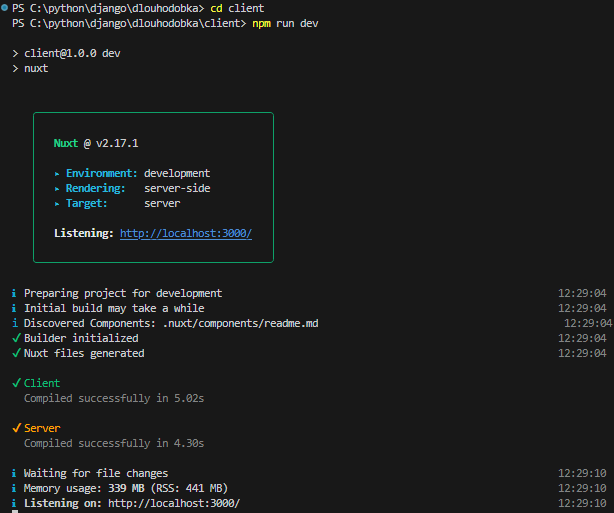 PS C:\python\django\dlouhodobka> cd client
PS C:\python\django\dlouhodobka\client> npm run dev
> client@1.0.0 dev
> nuxt
Nuxt @ v2.17.1
▸ Environment: development
▸ Rendering: server-side
▸ Target: server
Listening: http://localhost:3000/
i Preparing project for development 12:29:04
i Initial build may take a while 12:29:04
i Discovered Components: .nuxt/components/readme.md 12:29:04
✓ Builder initialized 12:29:04
✓ Nuxt files generated 12:29:04
✓ Client
Compiled successfully in 5.02s
✓ Server
Compiled successfully in 4.30s
i Waiting for file changes 12:29:10
i Memory usage: 339 MB (RSS: 441 MB) 12:29:10
i Listening on: http://localhost:3000/ 12:29:10